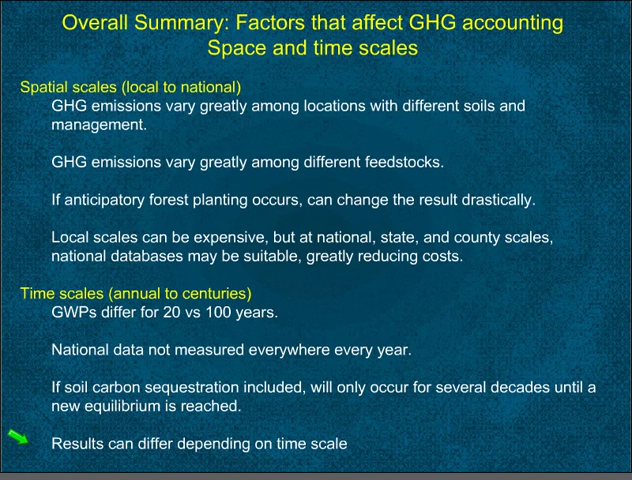 Overall Summary: Factors that affect GHG accounting
Space and time scales
Spatial scales (local to national)
GHG emissions vary greatly among locations with different soils and
management.
GHG emissions vary greatly among different feedstocks.
If anticipatory forest planting occurs, can change the result drastically.
Local scales can be expensive, but at national, state, and county scales,
national databases may be suitable, greatly reducing costs.
Time scales (annual to centuries)
GWPs differ for 20 vs 100 years.
National data not measured everywhere every year.
If soil carbon sequestration included, will only occur for several decades until a
new equilibrium is reached.
Results can differ depending on time scale